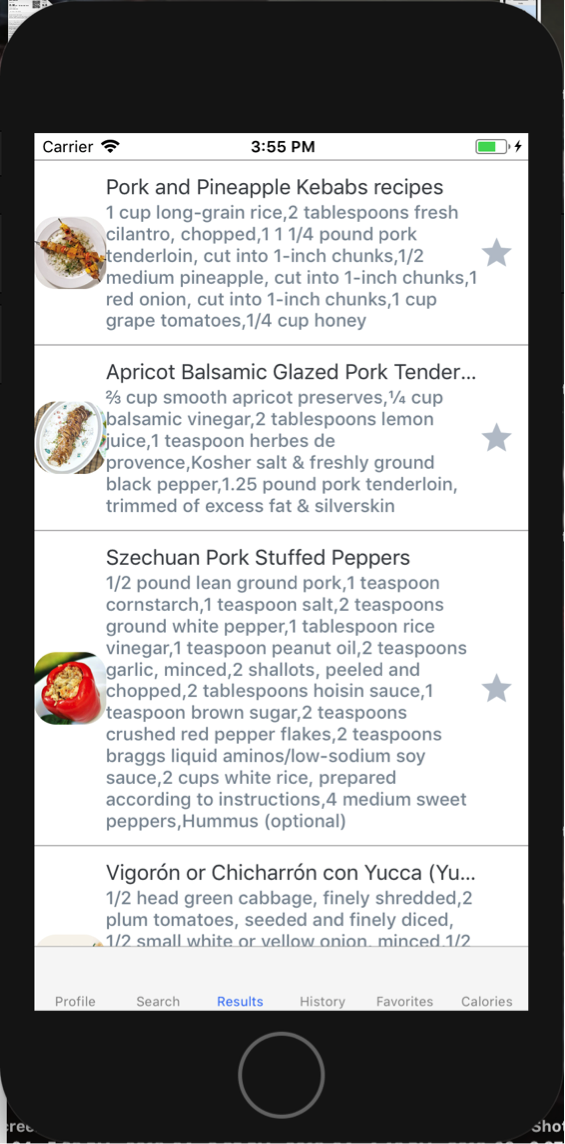 Carrier 3:55 PM
Pork and Pineapple Kebabs recipes
1 cup long-grain rice,2 tablespoons fresh
cilantro, chopped,1 1 1/4 pound pork
tenderloin, cut into 1-inch chunks,1/2
medium pineapple, cut into 1-inch chunks,1
red onion, cut into 1-inch chunks,1 cup
grape tomatoes,1/4 cup honey
Apricot Balsamic Glazed Pork Tender...
⅔ cup smooth apricot preserves,¼ cup
balsamic vinegar,2 tablespoons lemon
juice,1 teaspoon herbes de
provence,Kosher salt & freshly ground
black pepper,1.25 pound pork tenderloin,
trimmed of excess fat & silverskin
Szechuan Pork Stuffed Peppers
1/2 pound lean ground pork,1 teaspoon
cornstarch,1 teaspoon salt,2 teaspoons
ground white pepper,1 tablespoon rice
vinegar,1 teaspoon peanut oil,2 teaspoons
garlic, minced,2 shallots, peeled and
chopped,2 tablespoons hoisin sauce,1
teaspoon brown sugar,2 teaspoons
crushed red pepper flakes,2 teaspoons
braggs liquid aminos/low-sodium soy
sauce,2 cups white rice, prepared
according to instructions,4 medium sweet
peppers,Hummus (optional)
Vigorón or Chicharrón con Yucca (Yu...
1/2 head green cabbage, finely shredded,2
plum tomatoes, seeded and finely diced,
1/2 small white or yellow onion, minced,1/2
Profile Search Results History Favorites Calories